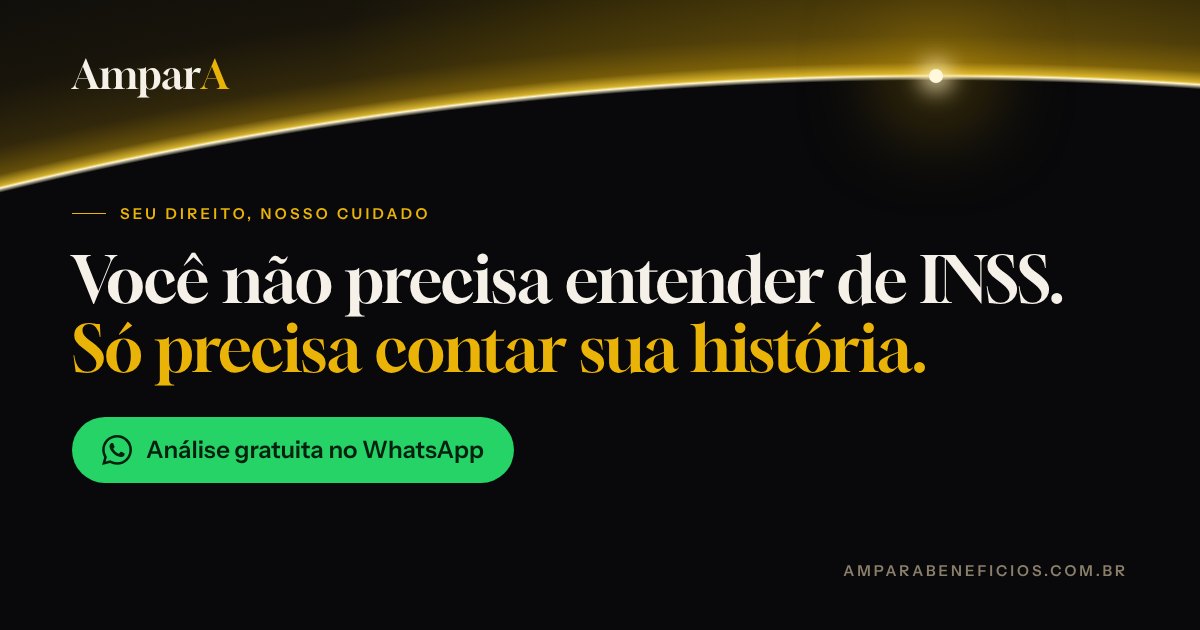 AmparA
SEU DIREITO, NOSSO CUIDADO
Você não precisa entender de INSS.
Só precisa contar sua história.
Análise gratuita no WhatsApp
AMPARABENEFICIOS.COM.BR